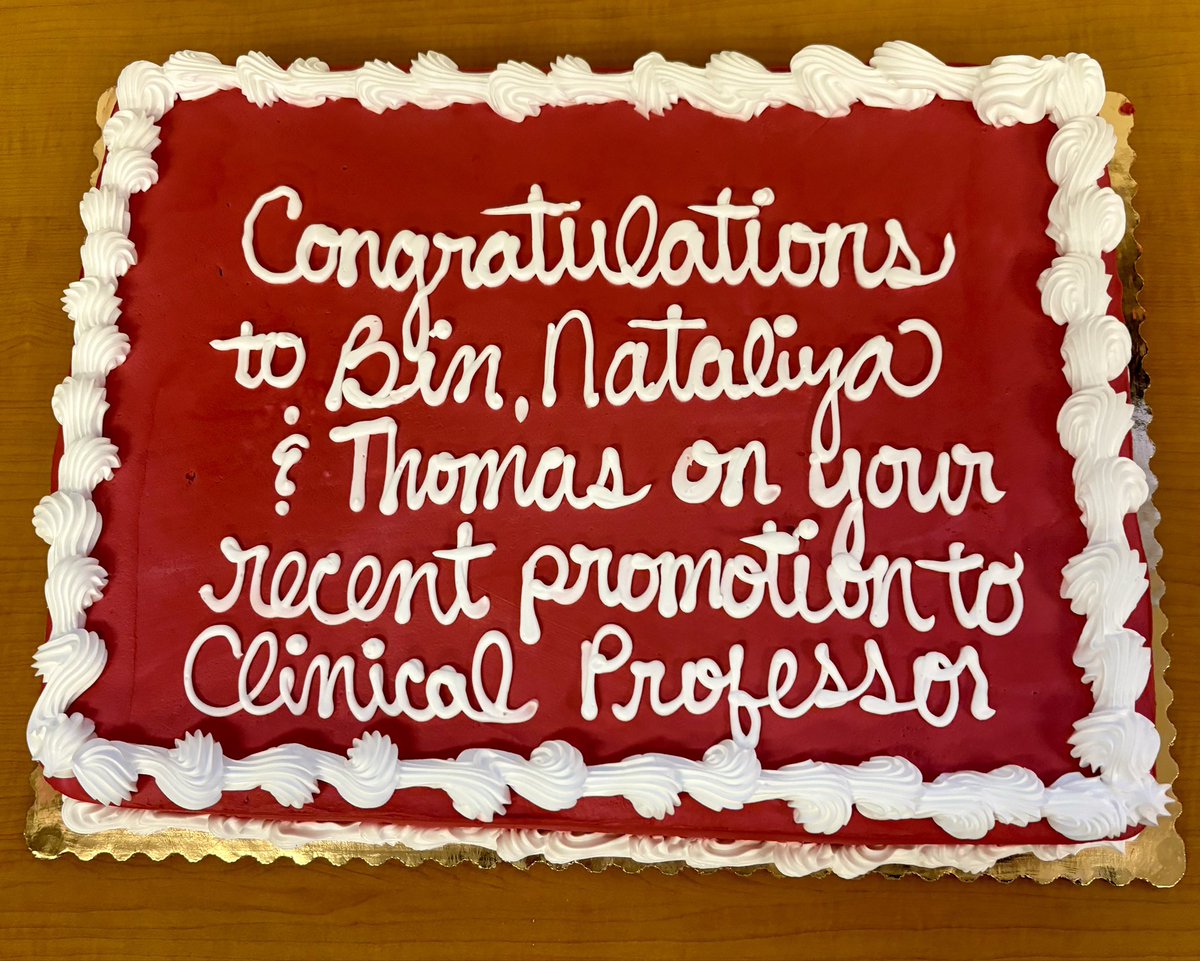 Congratulations
to Bin, Nataliya
& Thomas on your
recent promotion to
Clinical Professor